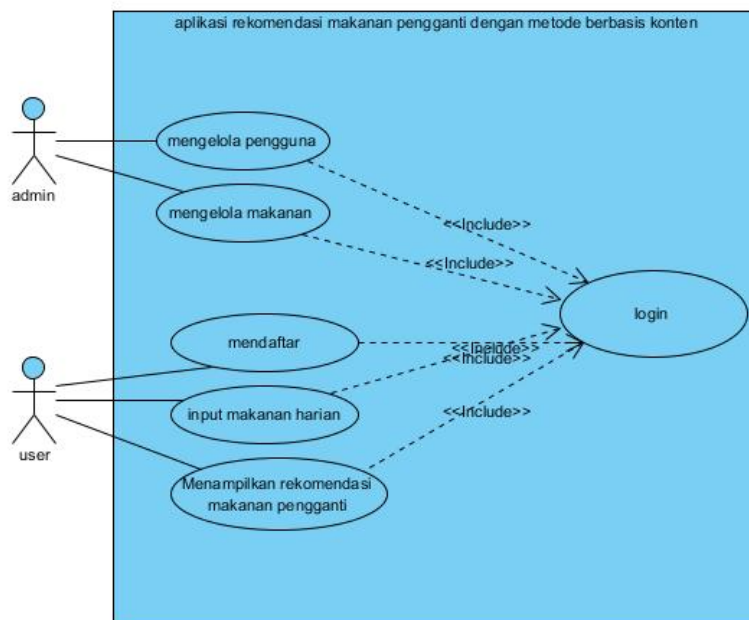 aplikasi rekomendasi makanan pengganti dengan metode berbasis konten
mengelola pengguna
admin
mengelola makanan
<<Include>>
<<Include>>
login
mendaftar
<<Include>>
<<Include>>
input makanan harian
<<Include>>
user
Menampilkan rekomendasi
makanan pengganti